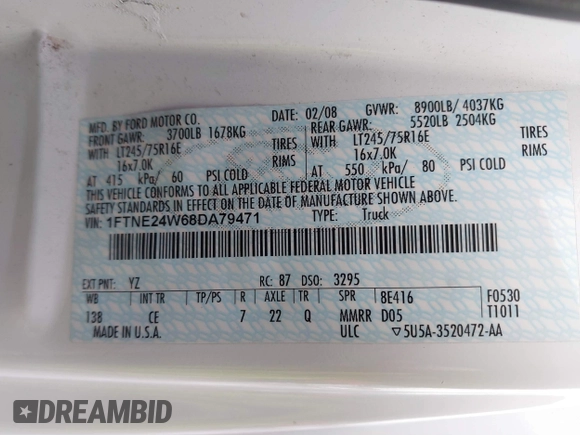 MFD. BY FORD MOTOR CO.
DATE: 02/08 GVWR: 8900LB/ 4037KG
FRONT GAWR: 3700LB 1678KG
REAR GAWR: 5520LB 2504KG
WITH LT245/75R16E TIRES
WITH LT245/75R16E TIRES
16x7.0K RIMS
16x7.0K RIMS
AT 415 kPa/ 60 PSI COLD
AT 550 kPa/ 80 PSI COLD
THIS VEHICLE CONFORMS TO ALL APPLICABLE FEDERAL MOTOR VEHICLE
SAFETY STANDARDS IN EFFECT ON THE DATE OF MANUFACTURE SHOWN ABOVE.
VIN: 1FTNE24W68DA79471 TYPE: Truck
EXT PNT: YZ RC: 87 DSO: 3295
WB INT TR TP/PS R AXLE TR SPR 8E416 F0530
138 CE 7 22 Q MMRR D05 T1011
MADE IN U.S.A. ULC ▽5U5A-3520472-AA
DREAMBID